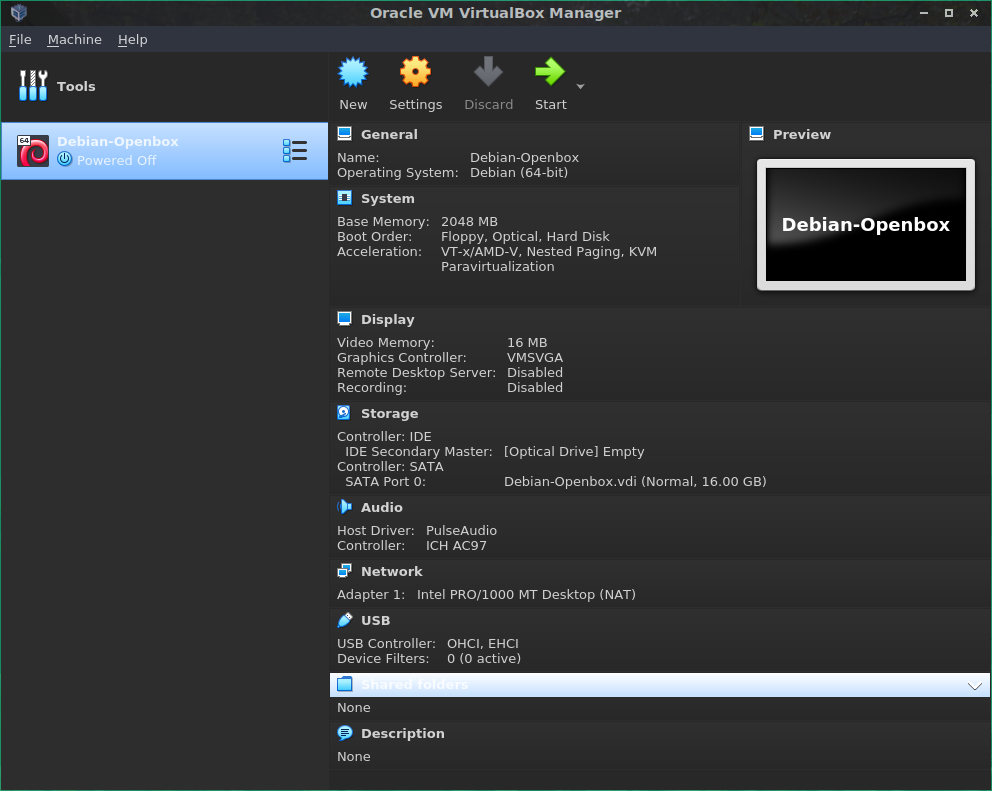 Oracle VM VirtualBox Manager
File Machine Help
Tools
New Settings Discard Start
64
Debian-Openbox
Powered Off
General
Name: Debian-Openbox
Operating System: Debian (64-bit)
System
Base Memory: 2048 MB
Boot Order: Floppy, Optical, Hard Disk
Acceleration: VT-x/AMD-V, Nested Paging, KVM
Paravirtualization
Preview
Debian-Openbox
Display
Video Memory: 16 MB
Graphics Controller: VMSVGA
Remote Desktop Server: Disabled
Recording: Disabled
Storage
Controller: IDE
IDE Secondary Master: [Optical Drive] Empty
Controller: SATA
SATA Port 0: Debian-Openbox.vdi (Normal, 16.00 GB)
Audio
Host Driver: PulseAudio
Controller: ICH AC97
Network
Adapter 1: Intel PRO/1000 MT Desktop (NAT)
USB
USB Controller: OHCI, EHCI
Device Filters: 0 (0 active)
Shared folders
None
Description
None